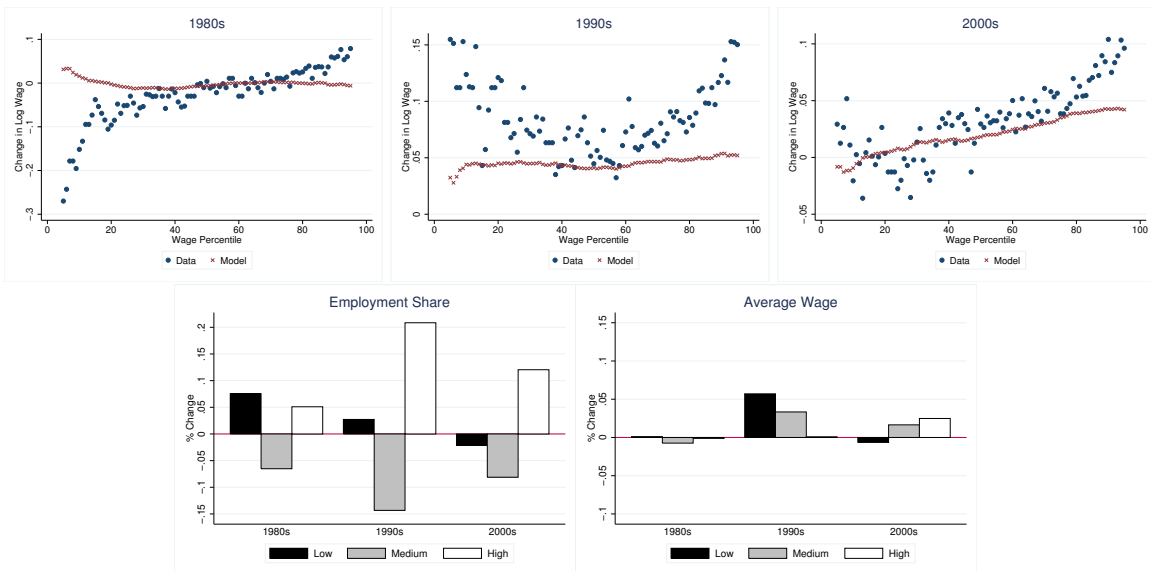 1980s
Change in Log Wage
.1
0
-.1
-.2
-.3
0 20 40 60 80 100
Wage Percentile
Data Model
1990s
Change in Log Wage
.15
.1
.05
0
0 20 40 60 80 100
Wage Percentile
Data Model
2000s
Change in Log Wage
.1
.05
0
-.05
0 20 40 60 80 100
Wage Percentile
Data Model
Employment Share
% Change
.2
.15
.1
.05
0
-.05
-.1
-.15
1980s 1990s 2000s
Low Medium High
Average Wage
% Change
.15
.1
.05
0
-.05
-.1
1980s 1990s 2000s
Low Medium High